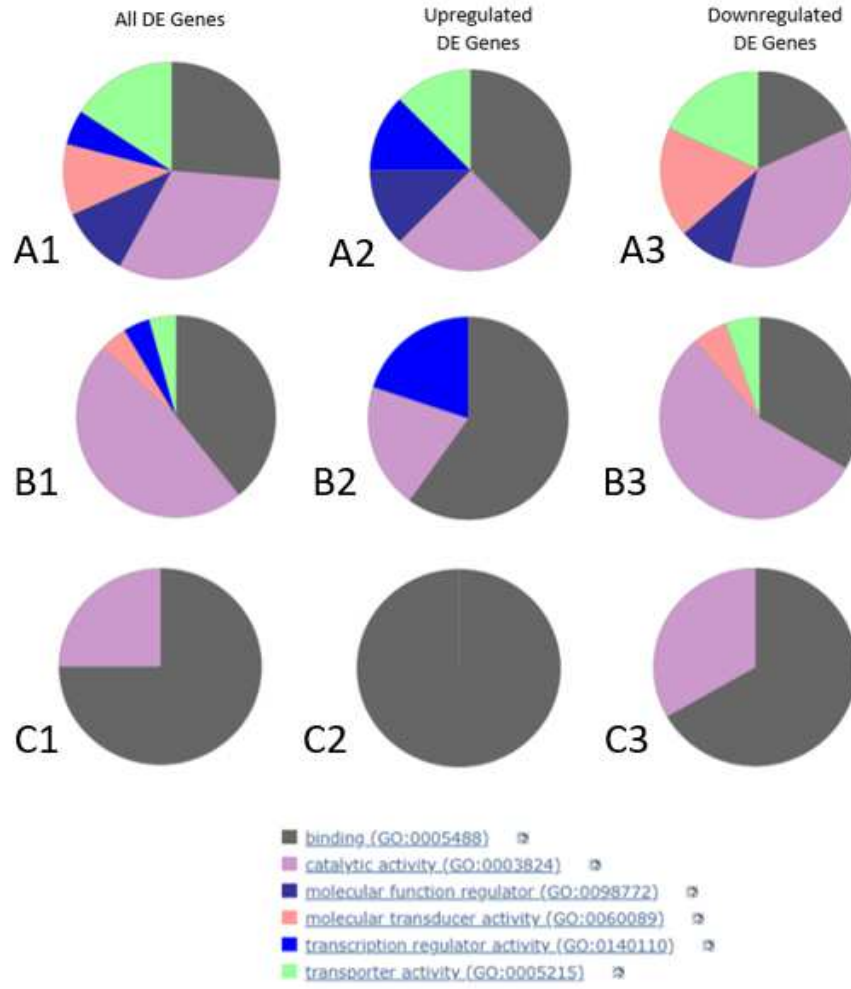 All DE Genes
Upregulated
DE Genes
Downregulated
DE Genes
A1
A2
A3
B1
B2
B3
C1
C2
C3
binding (GO:0005488)
catalytic activity (GO:0003824)
molecular function regulator (GO:0098772)
molecular transducer activity (GO:0060089)
transcription regulator activity (GO:0140110)
transporter activity (GO:0005215)